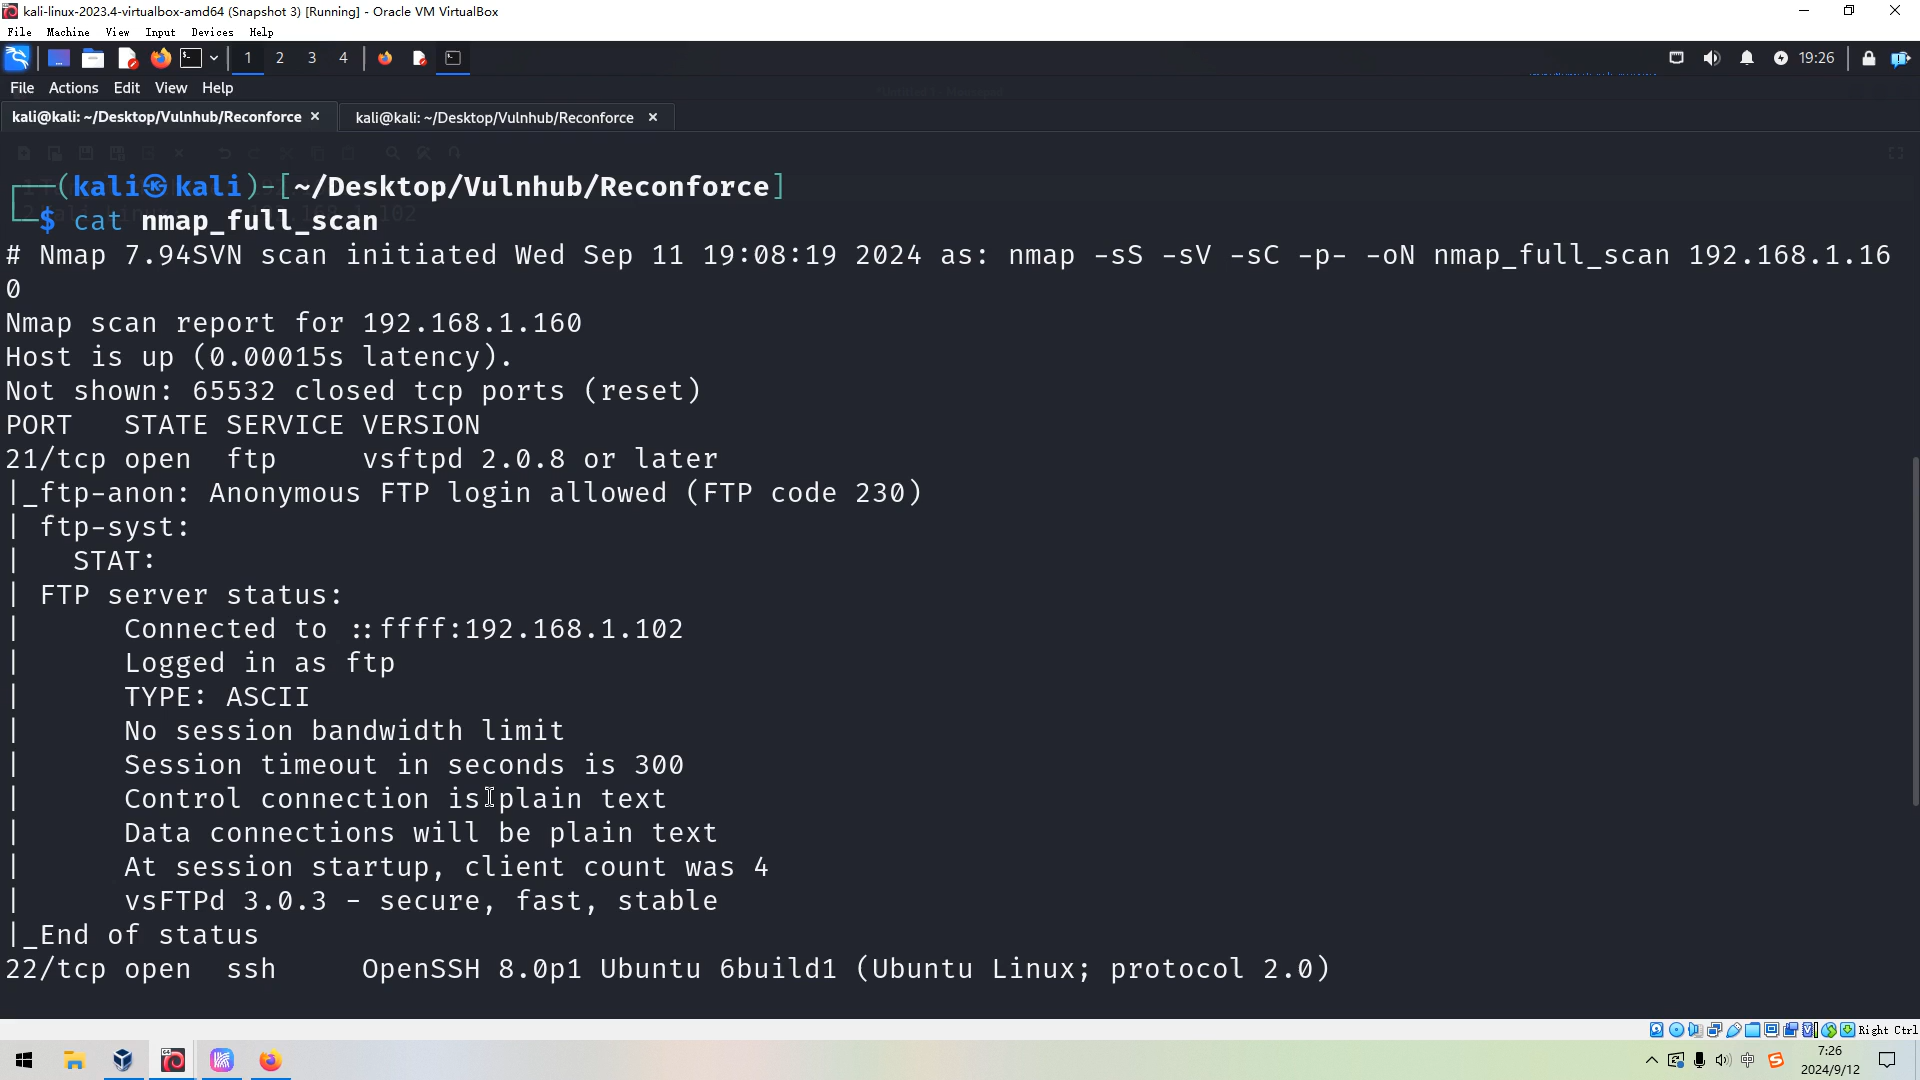 kali-linux-2023.4-virtualbox-amd64 (Snapshot 3) [Running] - Oracle VM VirtualBox
File Machine View Input Devices Help
1 2 3 4 19:26
File Actions Edit View Help
kali@kali: ~/Desktop/Vulnhub/Reconforce × kali@kali: ~/Desktop/Vulnhub/Reconforce ×
┌──(kali㉿kali)-[~/Desktop/Vulnhub/Reconforce]
└─$ cat nmap_full_scan
# Nmap 7.94SVN scan initiated Wed Sep 11 19:08:19 2024 as: nmap -sS -sV -sC -p- -oN nmap_full_scan 192.168.1.16
0
Nmap scan report for 192.168.1.160
Host is up (0.00015s latency).
Not shown: 65532 closed tcp ports (reset)
PORT   STATE SERVICE VERSION
21/tcp open  ftp     vsftpd 2.0.8 or later
|_ftp-anon: Anonymous FTP login allowed (FTP code 230)
| ftp-syst:
|   STAT:
| FTP server status:
|      Connected to ::ffff:192.168.1.102
|      Logged in as ftp
|      TYPE: ASCII
|      No session bandwidth limit
|      Session timeout in seconds is 300
|      Control connection is plain text
|      Data connections will be plain text
|      At session startup, client count was 4
|      vsFTPd 3.0.3 - secure, fast, stable
|_End of status
22/tcp open  ssh     OpenSSH 8.0p1 Ubuntu 6build1 (Ubuntu Linux; protocol 2.0)
Right Ctrl
中
7:26
2024/9/12